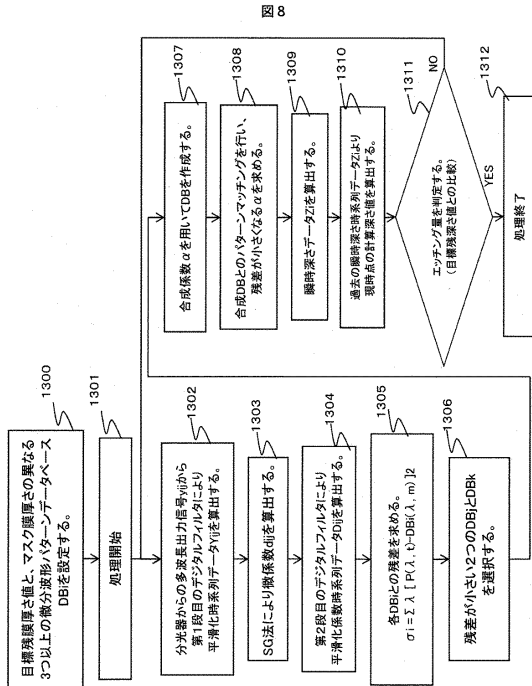 図8
1300
目標残膜厚さ値と、マスク膜厚さの異なる
3つ以上の微分波形パターンデータベース
DBiを設定する。
1301
処理開始
1302
分光器からの多波長出力信号yijから
第1段目のデジタルフィルタにより
平滑化時系列データYijを算出する。
1303
SG法により微係数dijを算出する。
1304
第2段目のデジタルフィルタにより
平滑化係数時系列データDijを算出する。
1305
各DBiとの残差を求める。
σi=Σλ[P(λ,t)-DBi(λ,m)]2
1306
残差が小さい2つのDBjとDBk
を選択する。
1307
合成係数αを用いてDBを作成する。
1308
合成DBとのパターンマッチングを行い、
残差が小さくなるαを求める。
1309
瞬時深さデータZiを算出する。
1310
過去の瞬時深さ時系列データZiより
現時点の計算深さ値を算出する。
1311
エッチング量を判定する。
(目標残深さ値との比較)
NO
YES
1312
処理終了